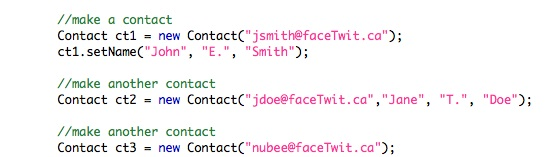 //make a contact
Contact ct1 = new Contact("jsmith@faceTwit.ca");
ct1.setName("John", "E.", "Smith");
//make another contact
Contact ct2 = new Contact("jdoe@faceTwit.ca","Jane", "T.", "Doe");
//make another contact
Contact ct3 = new Contact("nubee@faceTwit.ca");